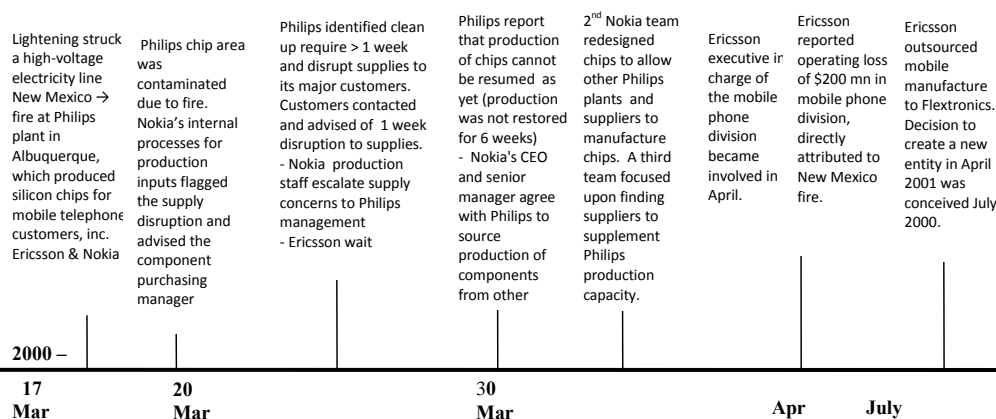 Lightening struck
a high-voltage
electricity line
New Mexico →
fire at Philips
plant in
Albuquerque,
which produced
silicon chips for
mobile telephone
customers, inc.
Ericsson & Nokia
Philips chip area
was
contaminated
due to fire.
Nokia's internal
processes for
production
inputs flagged
the supply
disruption and
advised the
component
purchasing
manager
Philips identified clean
up require > 1 week
and disrupt supplies to
its major customers.
Customers contacted
and advised of 1 week
disruption to supplies.
- Nokia production
staff escalate supply
concerns to Philips
management
- Ericsson wait
Philips report
that production
of chips cannot
be resumed as
yet (production
was not restored
for 6 weeks)
- Nokia's CEO
and senior
manager agree
with Philips to
source
production of
components
from other
2nd Nokia team
redesigned
chips to allow
other Philips
plants and
suppliers to
manufacture
chips. A third
team focused
upon finding
suppliers to
supplement
Philips
production
capacity.
Ericsson
executive in
charge of
the mobile
phone
division
became
involved in
April.
Ericsson
reported
operating loss
of $200 mn in
mobile phone
division,
directly
attributed to
New Mexico
fire.
Ericsson
outsourced
mobile
manufacture
to Flextronics.
Decision to
create a new
entity in April
2001 was
conceived July
2000.
2000 –
17
Mar
20
Mar
30
Mar
Apr
July